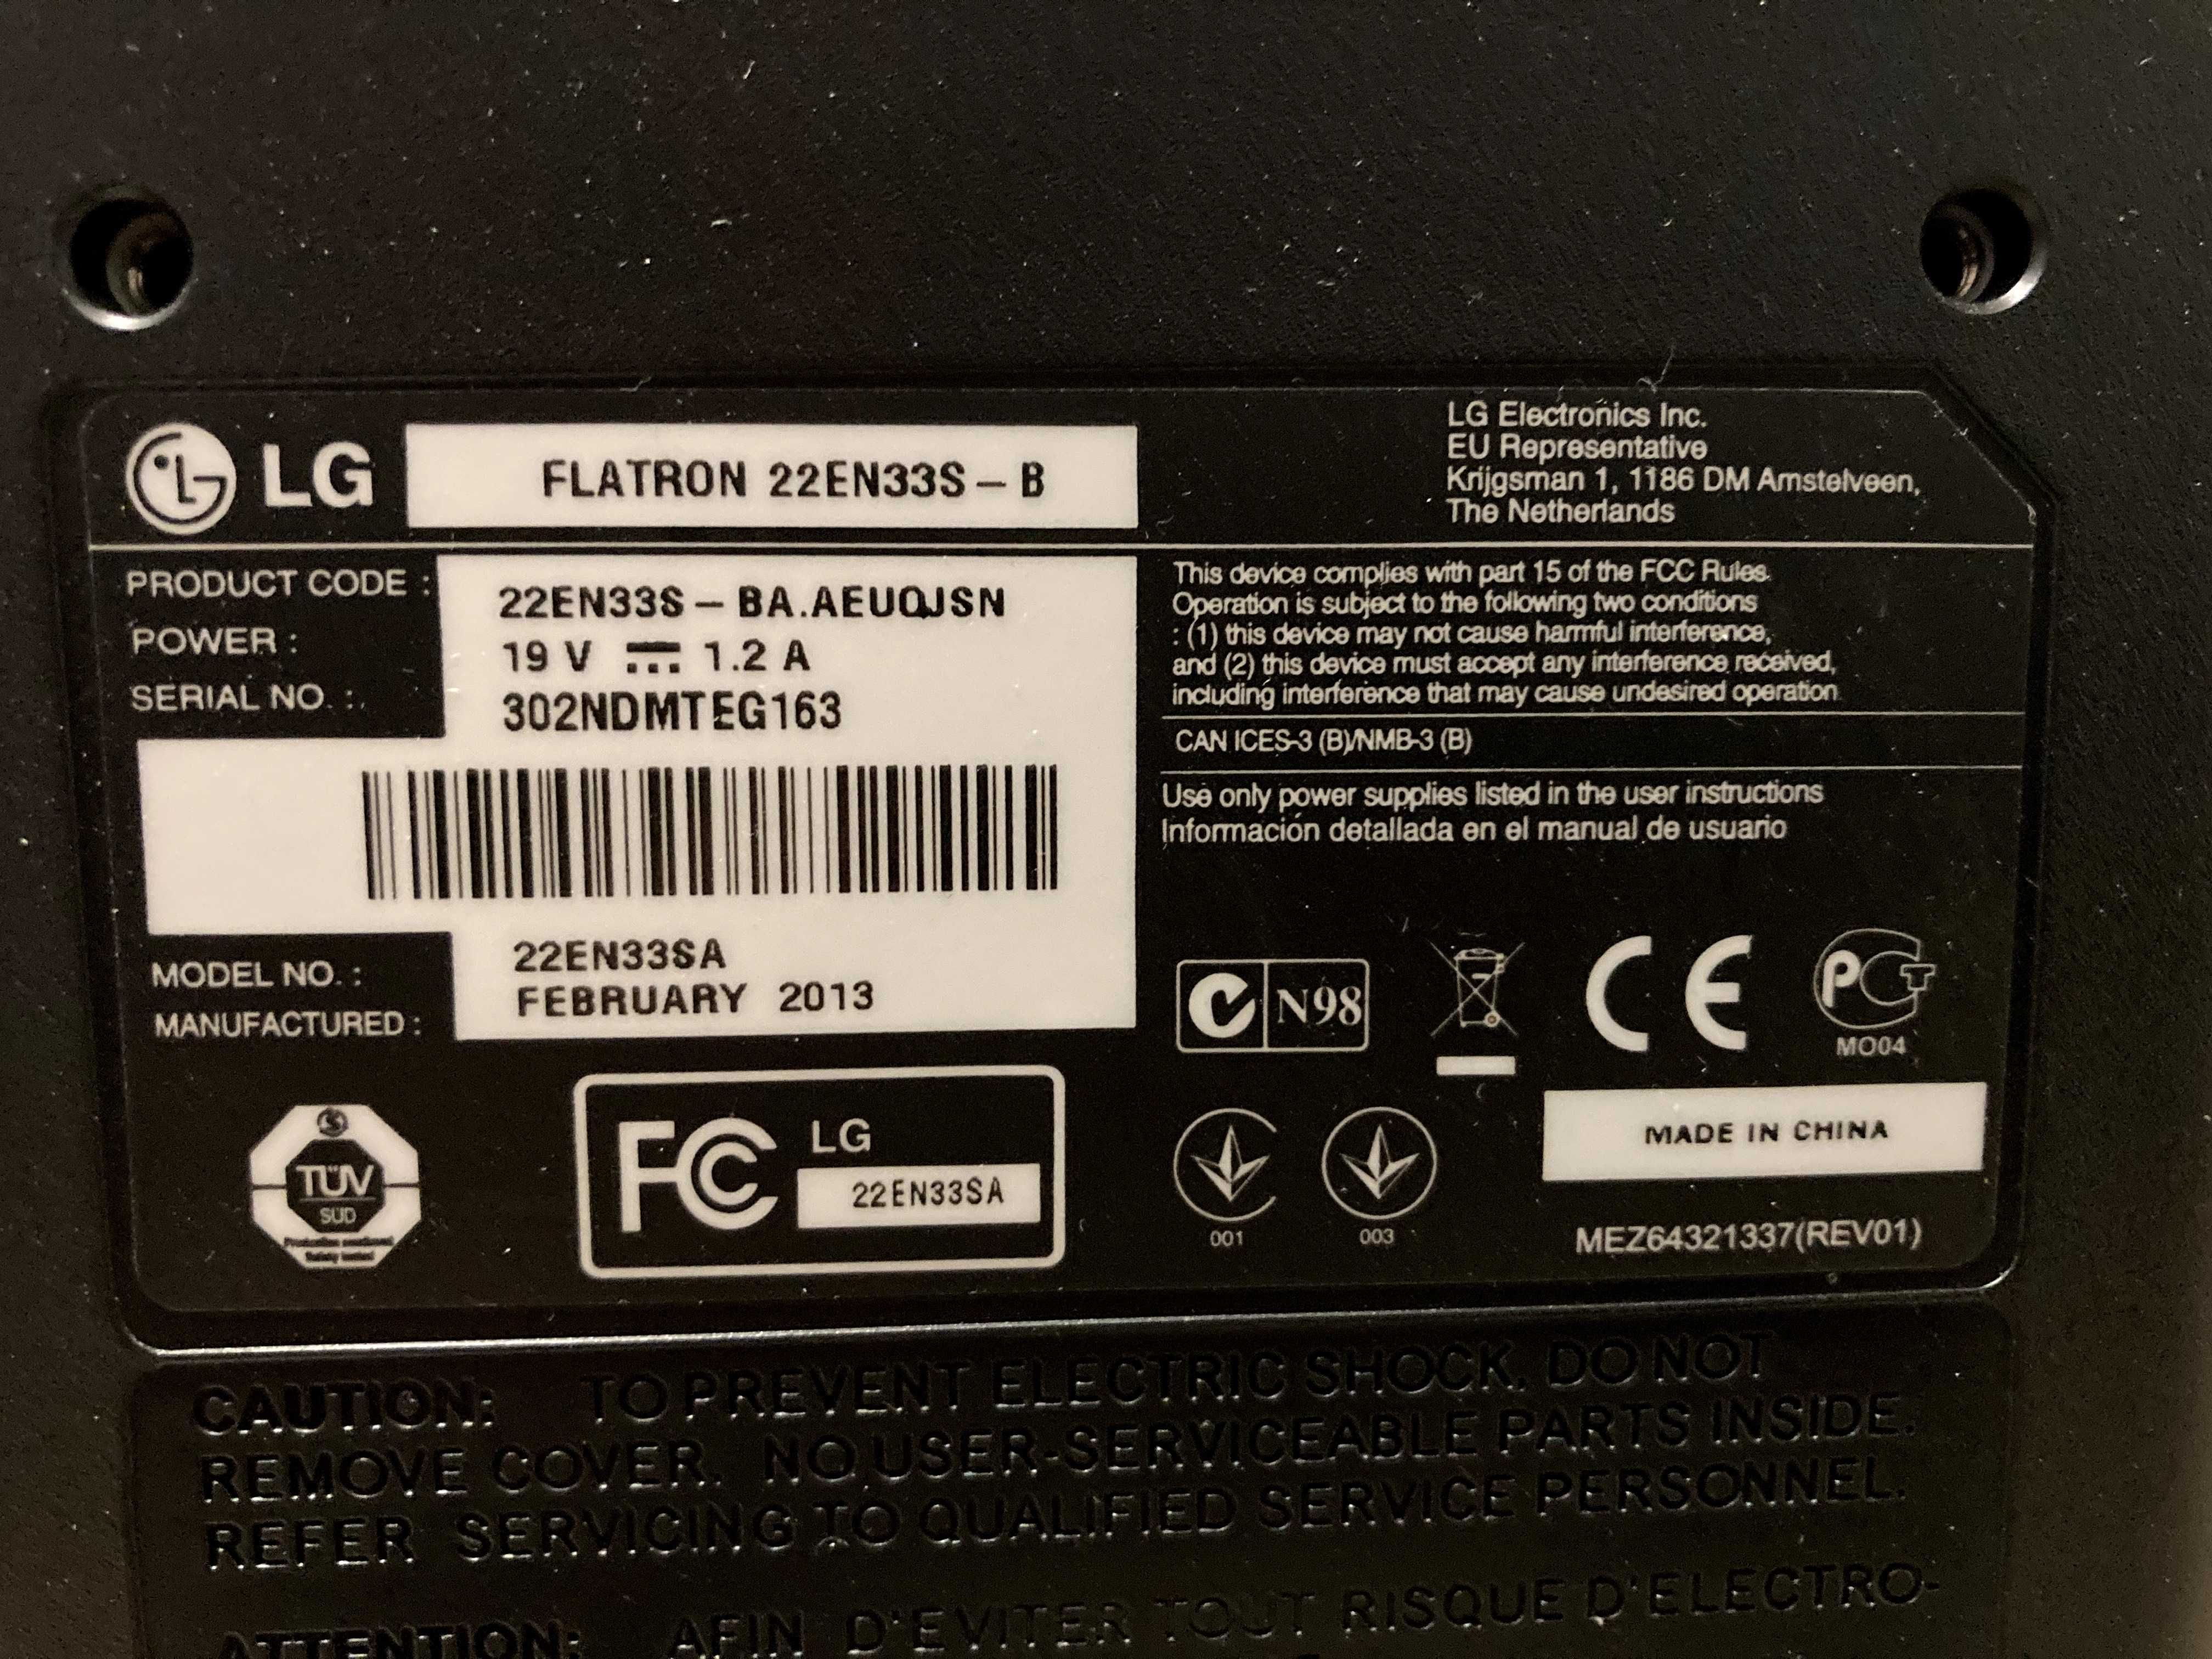 LG FLATRON 22EN33S – B
LG Electronics Inc.
EU Representative
Krijgsman 1, 1186 DM Amstelveen,
The Netherlands
PRODUCT CODE : 22EN33S – BA.AEUQJSN
POWER : 19 V ⎓ 1.2 A
SERIAL NO. : 302NDMTEG163
MODEL NO. : 22EN33SA
MANUFACTURED : FEBRUARY 2013
This device complies with part 15 of the FCC Rules.
Operation is subject to the following two conditions
: (1) this device may not cause harmful interference,
and (2) this device must accept any interference received,
including interference that may cause undesired operation
CAN ICES-3 (B)/NMB-3 (B)
Use only power supplies listed in the user instructions
Información detallada en el manual de usuario
N98
CE
PCT
MO04
TÜV
SÜD
FC LG
22EN33SA
001
003
MADE IN CHINA
MEZ64321337(REV01)
CAUTION: TO PREVENT ELECTRIC SHOCK, DO NOT
REMOVE COVER. NO USER-SERVICEABLE PARTS INSIDE.
REFER SERVICING TO QUALIFIED SERVICE PERSONNEL.
ATTENTION: AFIN D'EVITER TOUT RISQUE D'ELECTRO-